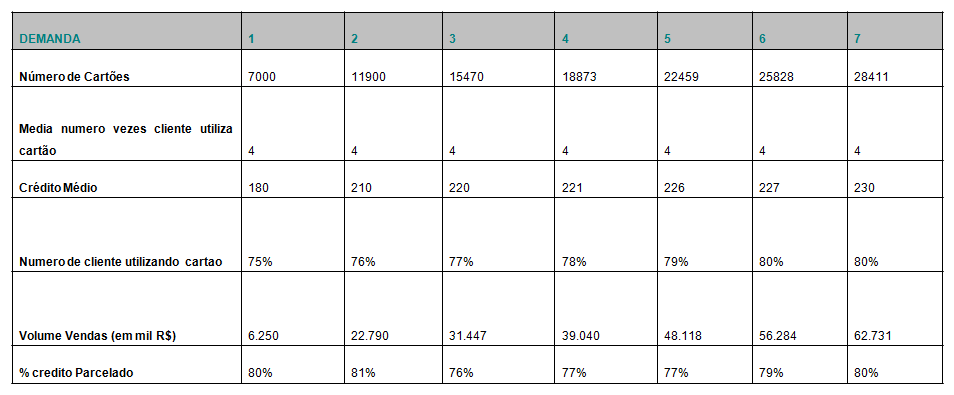 DEMANDA 1 2 3 4 5 6 7
Número de Cartões 7000 11900 15470 18873 22459 25828 28411
Media numero vezes cliente utiliza
cartão 4 4 4 4 4 4 4
Crédito Médio 180 210 220 221 226 227 230
Numero de cliente utilizando cartao 75% 76% 77% 78% 79% 80% 80%
Volume Vendas (em mil R$) 6.250 22.790 31.447 39.040 48.118 56.284 62.731
% credito Parcelado 80% 81% 76% 77% 77% 79% 80%